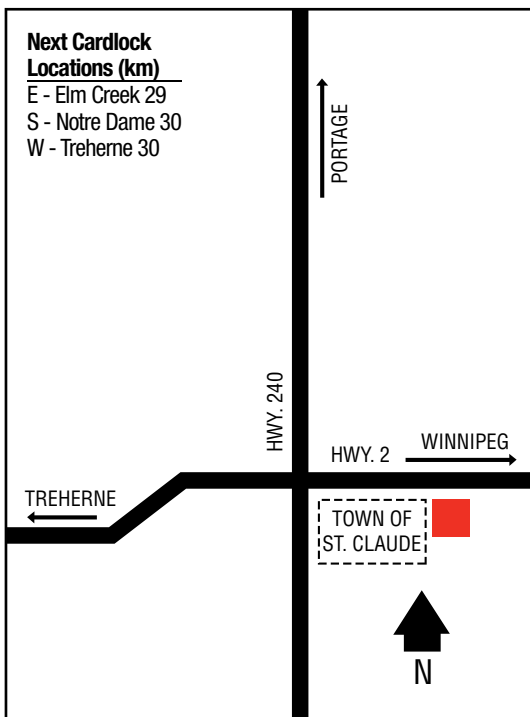 Next Cardlock
Locations (km)
E - Elm Creek 29
S - Notre Dame 30
W - Treherne 30
PORTAGE
HWY. 240
HWY. 2
WINNIPEG
TREHERNE
TOWN OF
ST. CLAUDE
N